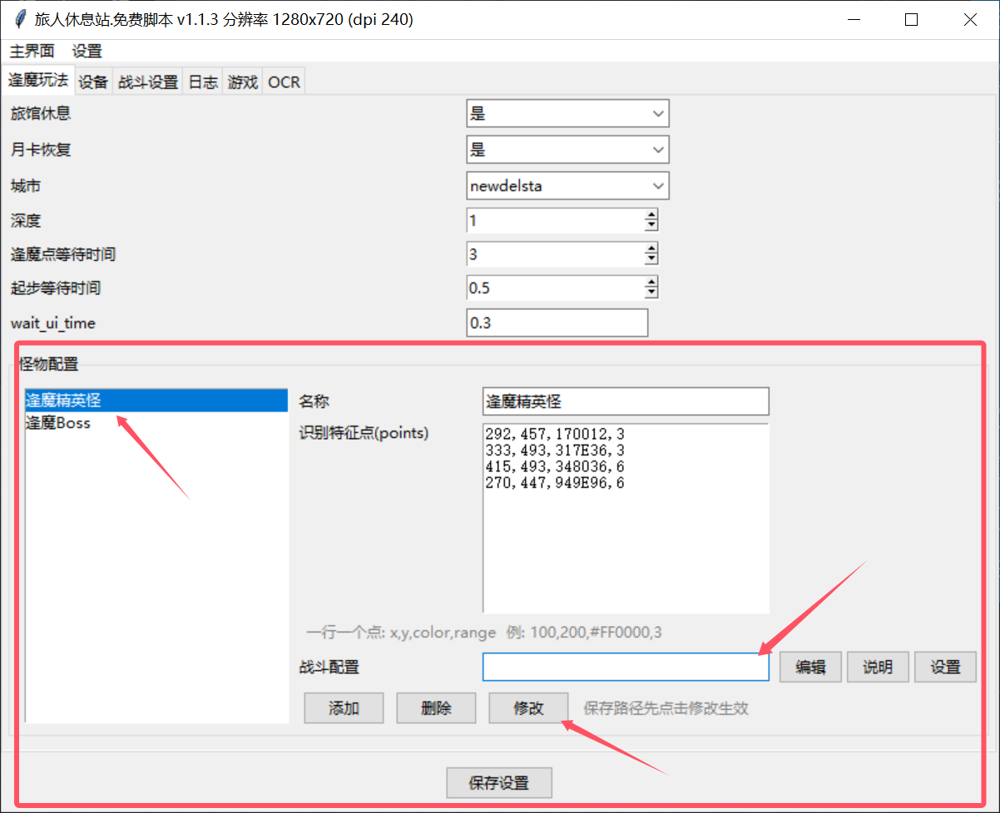 旅人休息站.免费脚本 v1.1.3 分辨率 1280x720 (dpi 240)
主界面 设置
逢魔玩法 设备 战斗设置 日志 游戏 OCR
旅馆休息 是
月卡恢复 是
城市 newdelsta
深度 1
逢魔点等待时间 3
起步等待时间 0.5
wait_ui_time 0.3
怪物配置
逢魔精英怪 名称 逢魔精英怪
逢魔Boss 识别特征点(points)
292,457,170012,3
333,493,317E36,3
415,493,348036,6
270,447,949E96,6
一行一个点: x,y,color,range 例: 100,200,#FF0000,3
战斗配置 编辑 说明 设置
添加 删除 修改 保存路径先点击修改生效
保存设置